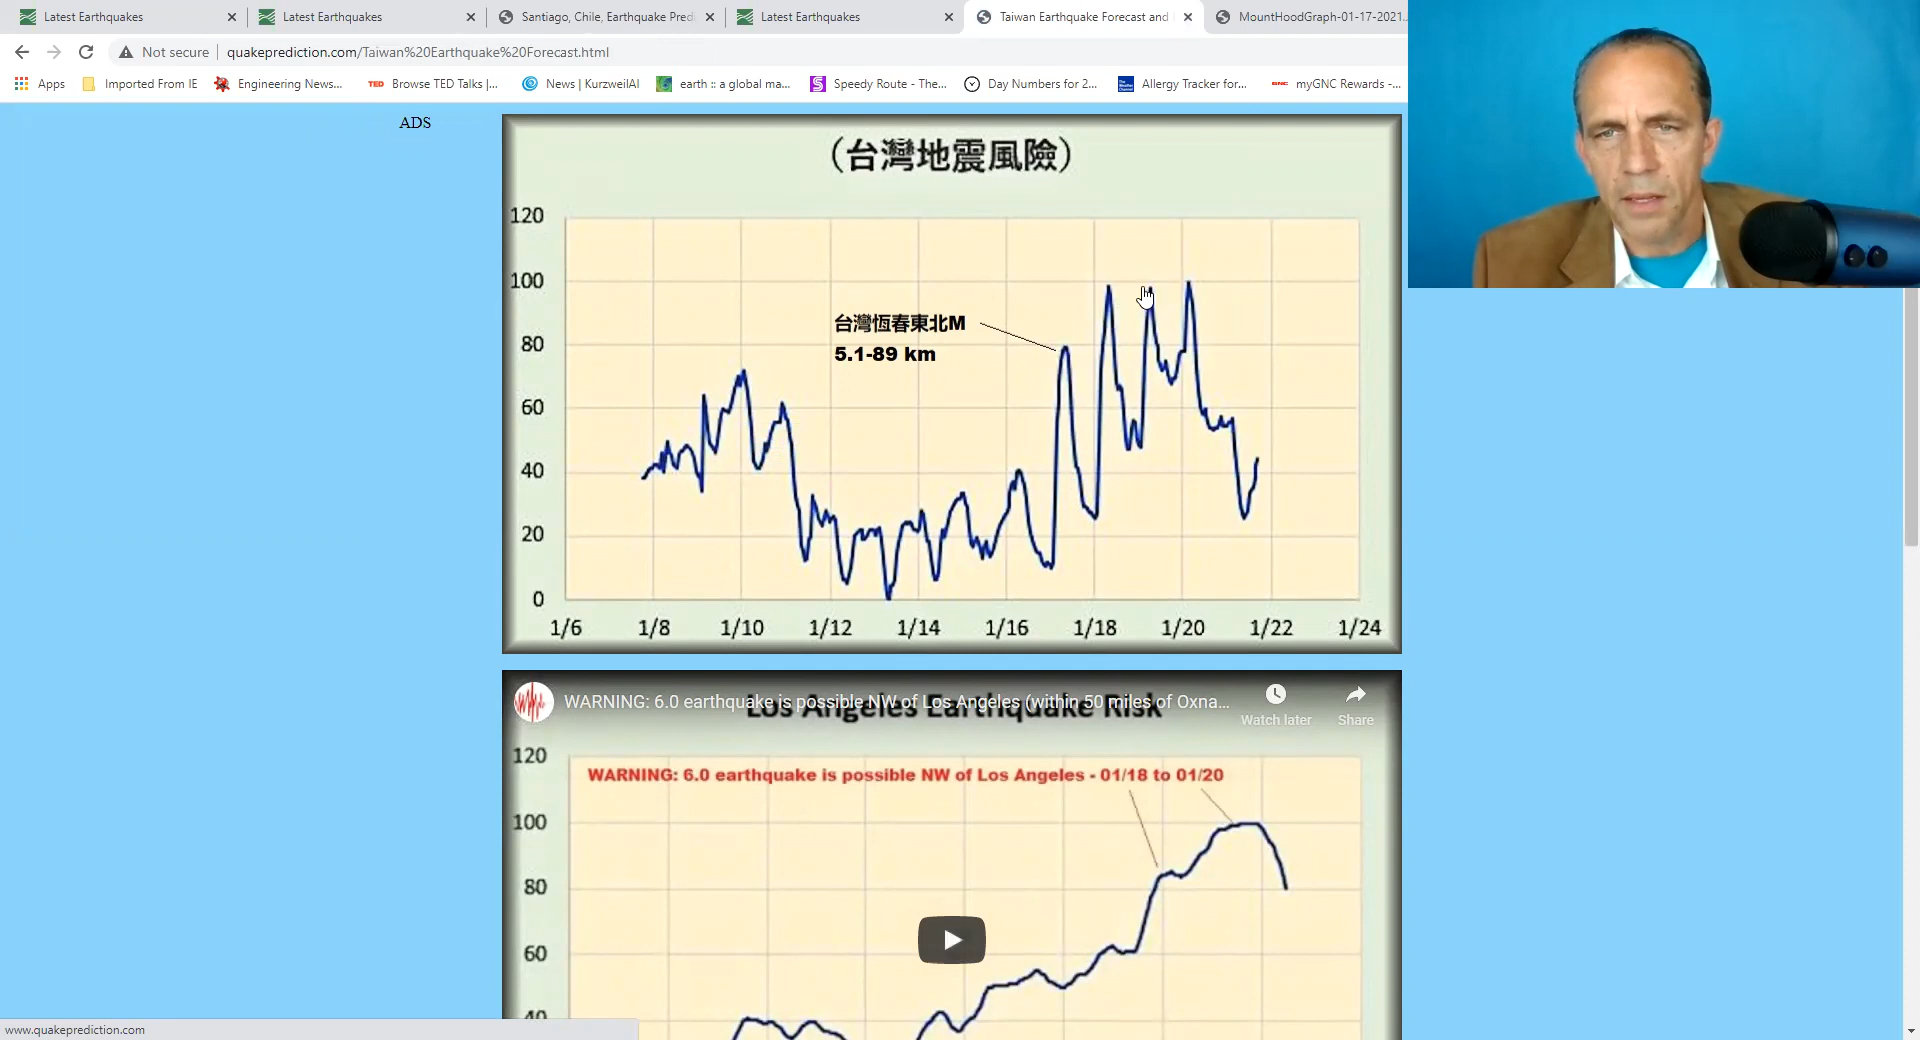 Latest Earthquakes
Latest Earthquakes
Santiago, Chile, Earthquake Pred
Latest Earthquakes
Taiwan Earthquake Forecast and
MountHoodGraph-01-17-2021..
Not secure
quakeprediction.com/Taiwan%20Earthquake%20Forecast.html
Apps
Imported From IE
Engineering News...
TED
Browse TED Talks |...
News | KurzweilAI
earth :: a global ma...
Speedy Route - The...
Day Numbers for 2...
Allergy Tracker for...
GNC
myGNC Rewards -...
ADS
（台灣地震風險）
120
100
80
60
40
20
0
台灣恆春東北M
5.1-89 km
1/6 1/8 1/10 1/12 1/14 1/16 1/18 1/20 1/22 1/24
WARNING: 6.0 earthquake is possible NW of Los Angeles (within 50 miles of Oxna...
Los Angeles Earthquake Risk
Watch later
Share
120
WARNING: 6.0 earthquake is possible NW of Los Angeles - 01/18 to 01/20
100
80
60
40
www.quakeprediction.com